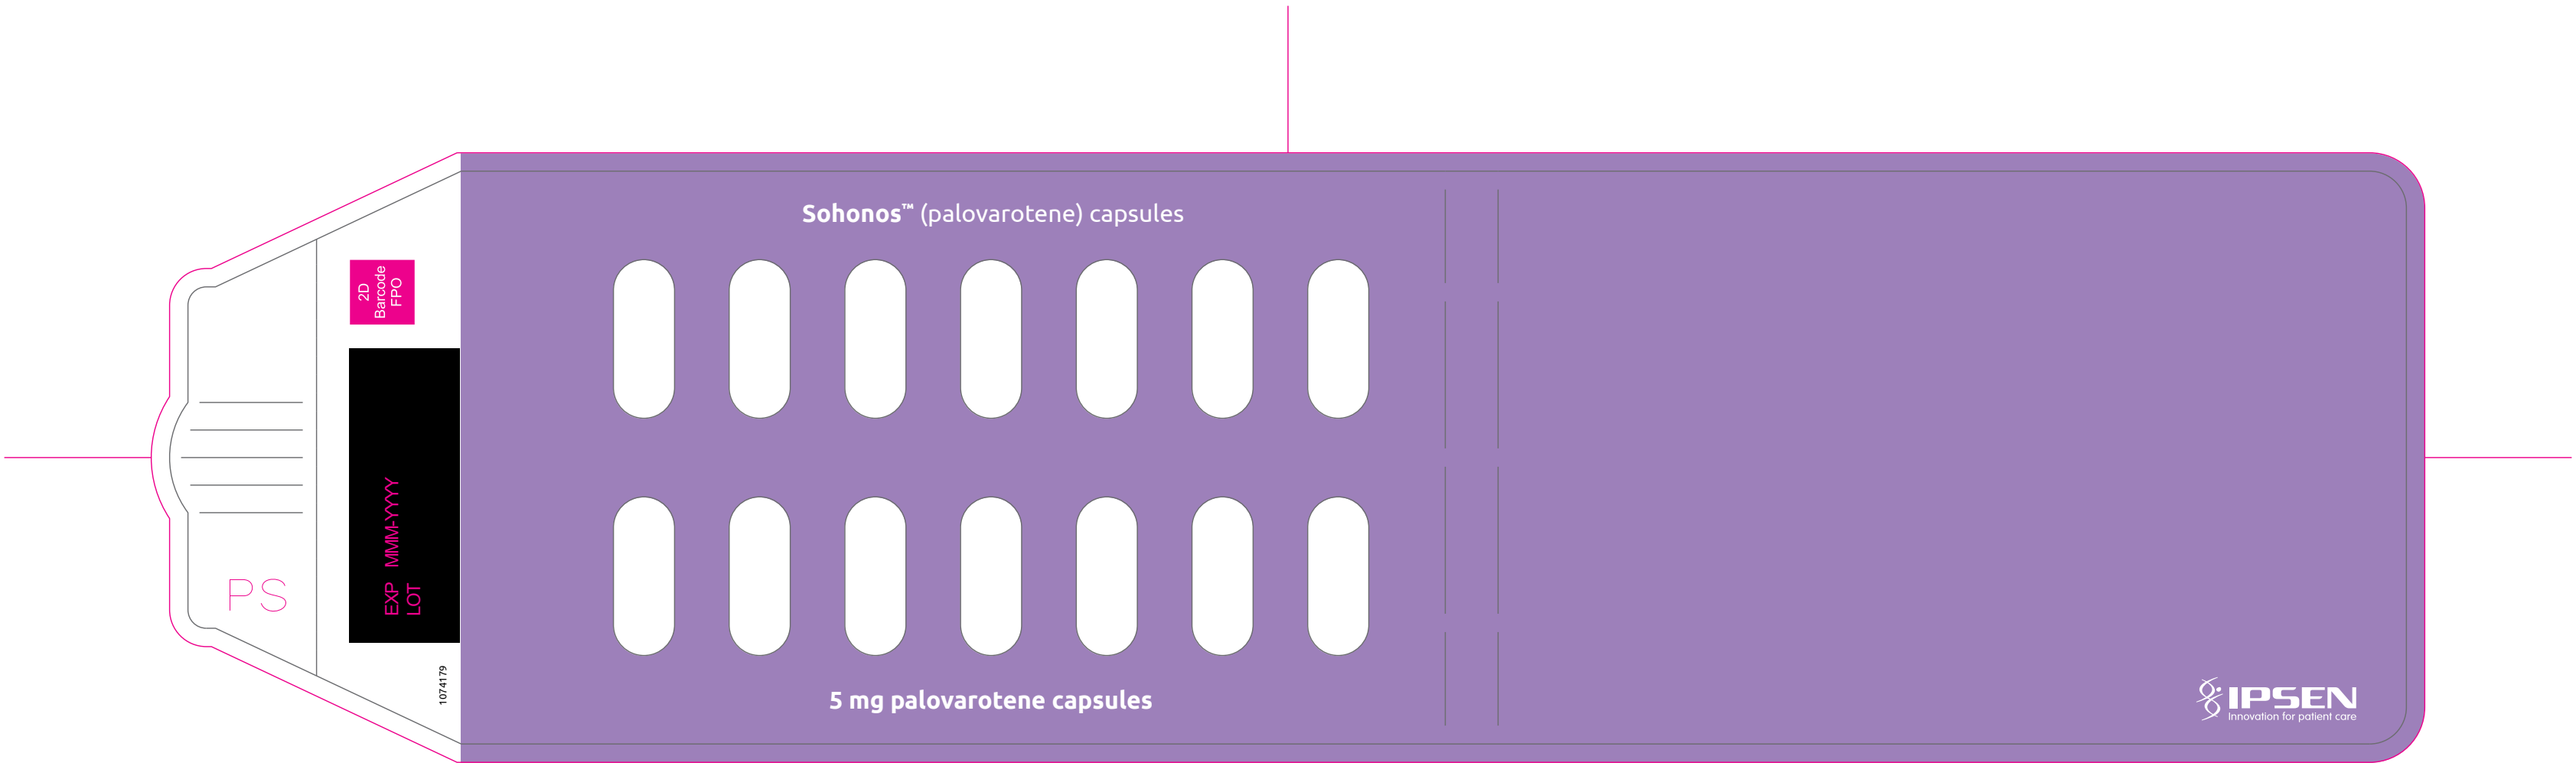 Sohonos™ (palovarotene) capsules
2D
Barcode
FPO
EXP MMM-YYYY
LOT
PS
1074179
5 mg palovarotene capsules
IPSEN
Innovation for patient care